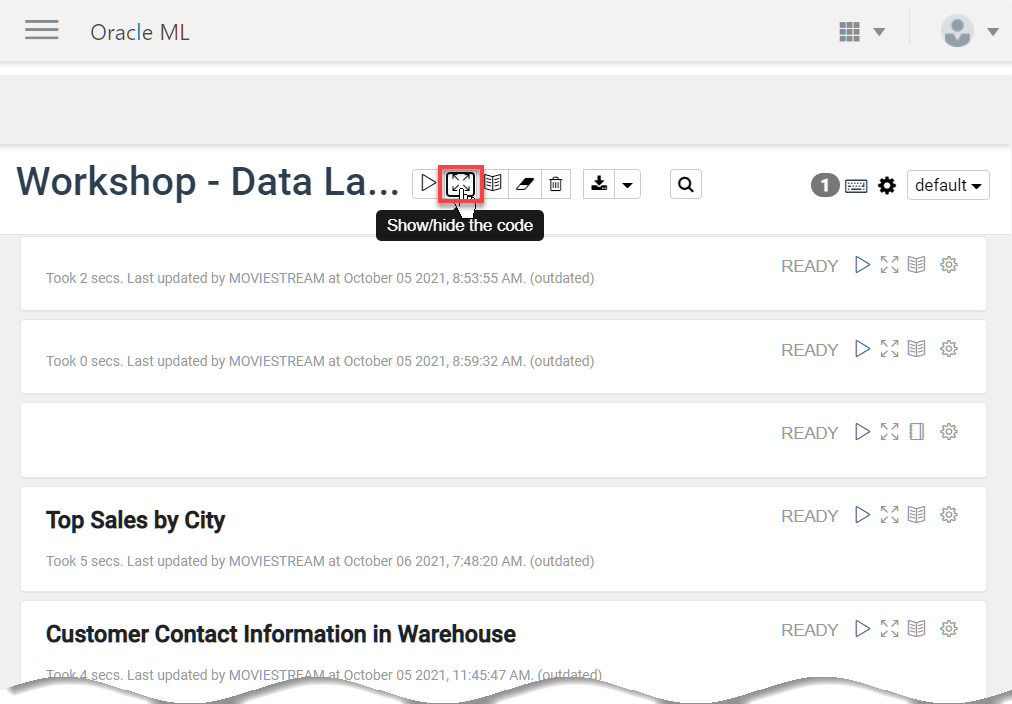 Oracle ML
Workshop - Data La...
1
default
Show/hide the code
READY
Took 2 secs. Last updated by MOVIESTREAM at October 05 2021, 8:53:55 AM. (outdated)
READY
Took 0 secs. Last updated by MOVIESTREAM at October 05 2021, 8:59:32 AM. (outdated)
READY
Top Sales by City
READY
Took 5 secs. Last updated by MOVIESTREAM at October 06 2021, 7:48:20 AM. (outdated)
Customer Contact Information in Warehouse
READY
Took 4 secs. Last updated by MOVIESTREAM at October 05 2021, 11:45:47 AM. (outdated)